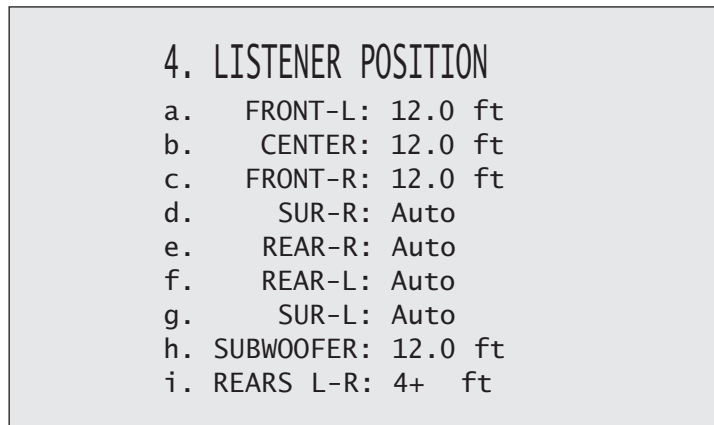 4. LISTENER POSITION
a. FRONT-L: 12.0 ft
b. CENTER: 12.0 ft
c. FRONT-R: 12.0 ft
d. SUR-R: Auto
e. REAR-R: Auto
f. REAR-L: Auto
g. SUR-L: Auto
h. SUBWOOFER: 12.0 ft
i. REARS L-R: 4+ ft